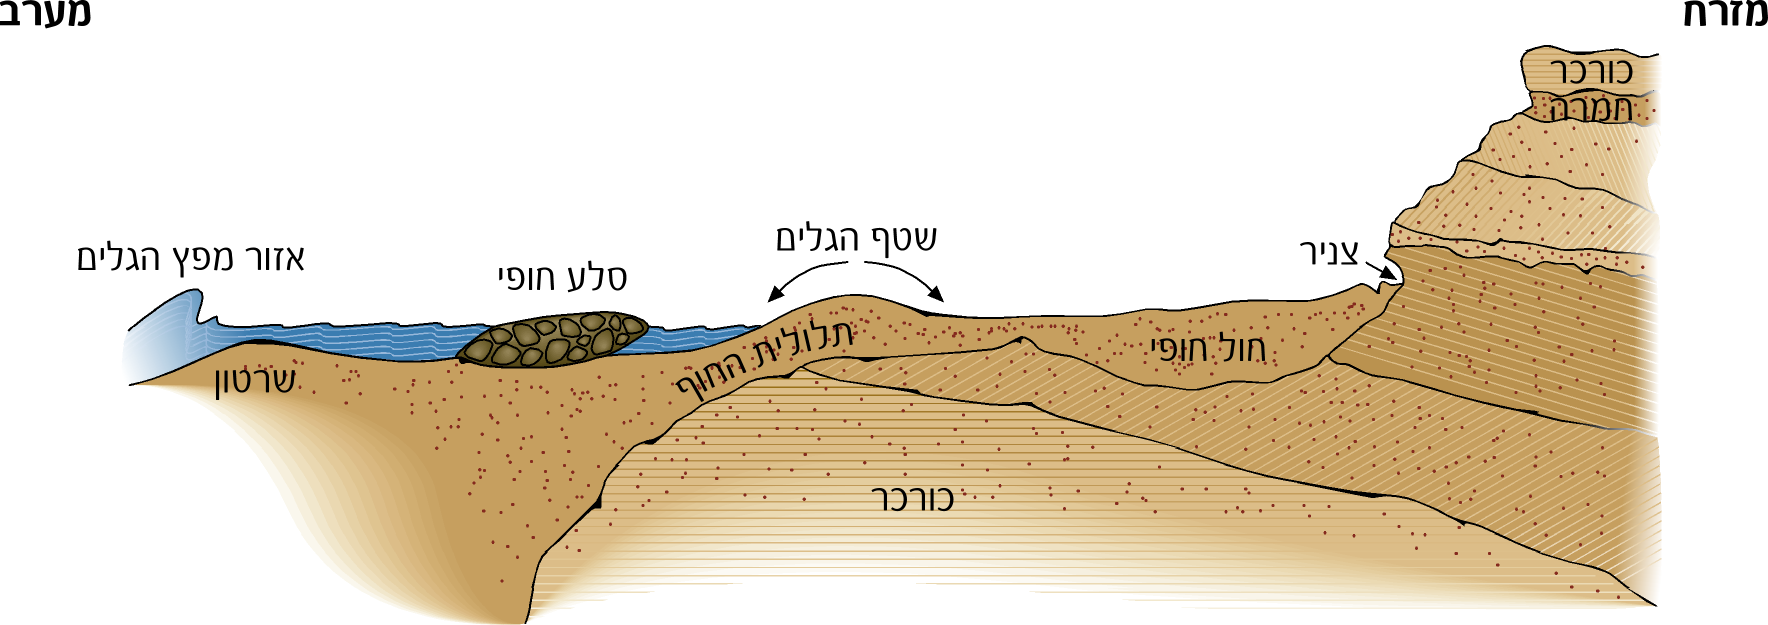 מזרח
מערב
כורכר
חמרה
צניר
שטף הגלים
סלע חופי
אזור מפץ הגלים
חול חופי
תלולית החוף
שרטון
כורכר